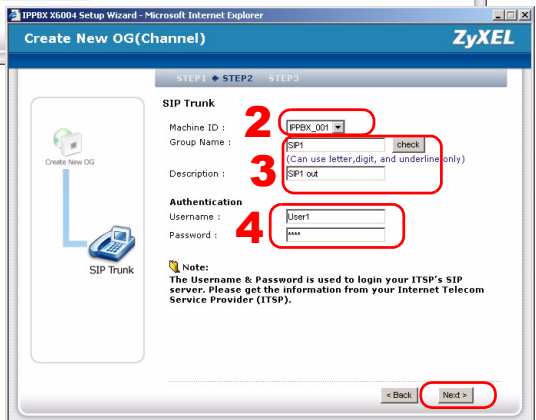 IPPBX X6004 Setup Wizard - Microsoft Internet Explorer
Create New OG(Channel)
ZyXEL
STEP1 STEP2 STEP3
SIP Trunk
Machine ID : 2 IPPBX_001
Group Name : SIP1 check
(Can use letter,digit, and underline only)
3
Description : SIP1 out
Create New OG
Authentication
Username : User1
4
Password : ****
SIP Trunk
Note:
The Username & Password is used to login your ITSP's SIP
server. Please get the information from your Internet Telecom
Service Provider (ITSP).
< Back Next >